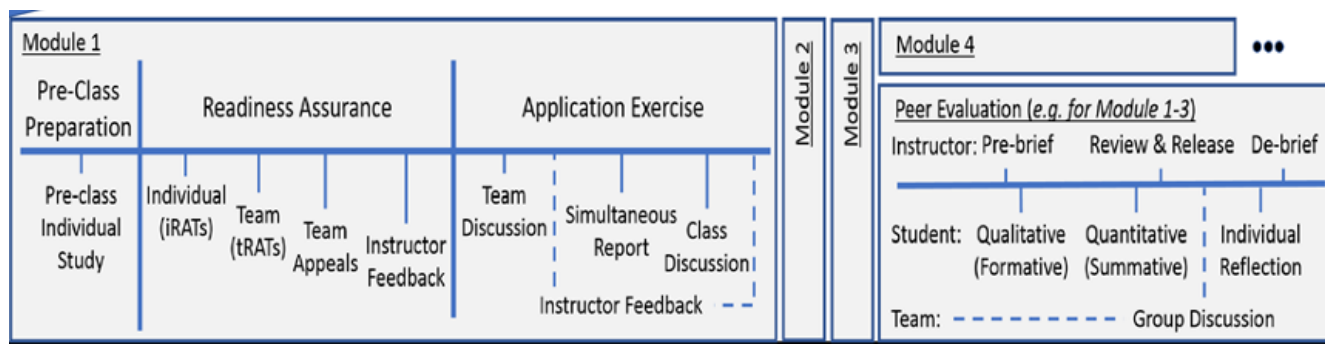 Module 1
Pre-Class
Preparation
Readiness Assurance
Application Exercise
Pre-class
Individual
Study
Individual
(iRATs)
Team
(tRATs)
Team
Appeals
Instructor
Feedback
Team
Discussion
Simultaneous
Report
Class
Discussion
Instructor Feedback
Module 2
Module 3
Module 4
•••
Peer Evaluation (e.g. for Module 1-3)
Instructor: Pre-brief Review & Release De-brief
Student: Qualitative Quantitative Individual
(Formative) (Summative) Reflection
Team: Group Discussion